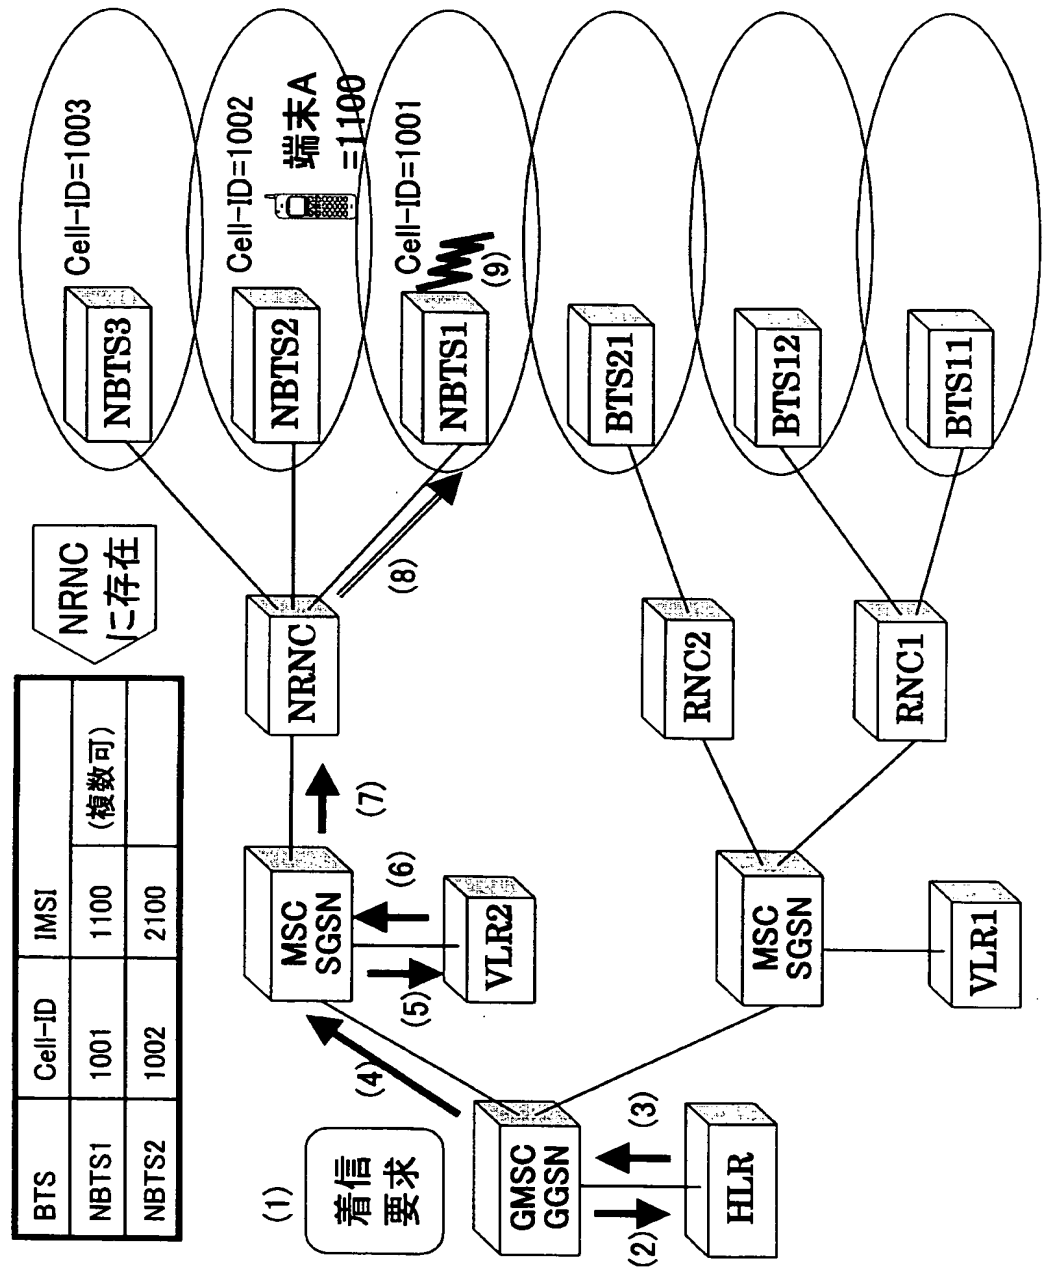 BTS
Cell-ID
IMSI
NBTS1
1001
1100
(複数可)
NBTS2
1002
2100
NRNC
に存在
(1)
着信
要求
(2)
(3)
(4)
(5)
(6)
(7)
(8)
(9)
GMSC
GGSN
HLR
MSC
SGSN
VLR2
NRNC
NBTS3
Cell-ID=1003
NBTS2
Cell-ID=1002
端末A
=1100
NBTS1
Cell-ID=1001
MSC
SGSN
VLR1
RNC2
RNC1
BTS21
BTS12
BTS11